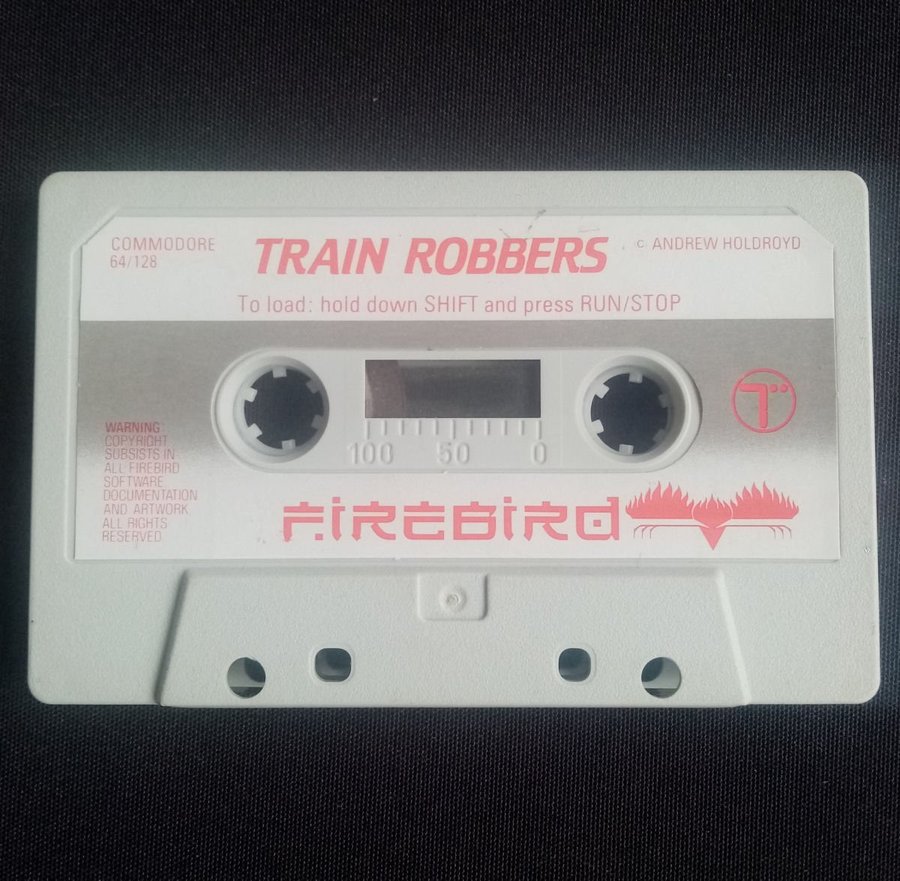 COMMODORE
64/128
TRAIN ROBBERS
© ANDREW HOLDROYD
To load: hold down SHIFT and press RUN/STOP
100 50 0
WARNING
COPYRIGHT
SUBSISTS IN
ALL FIREBIRD
SOFTWARE,
DOCUMENTATION
AND ARTWORK.
ALL RIGHTS
RESERVED.
FIREBIRD